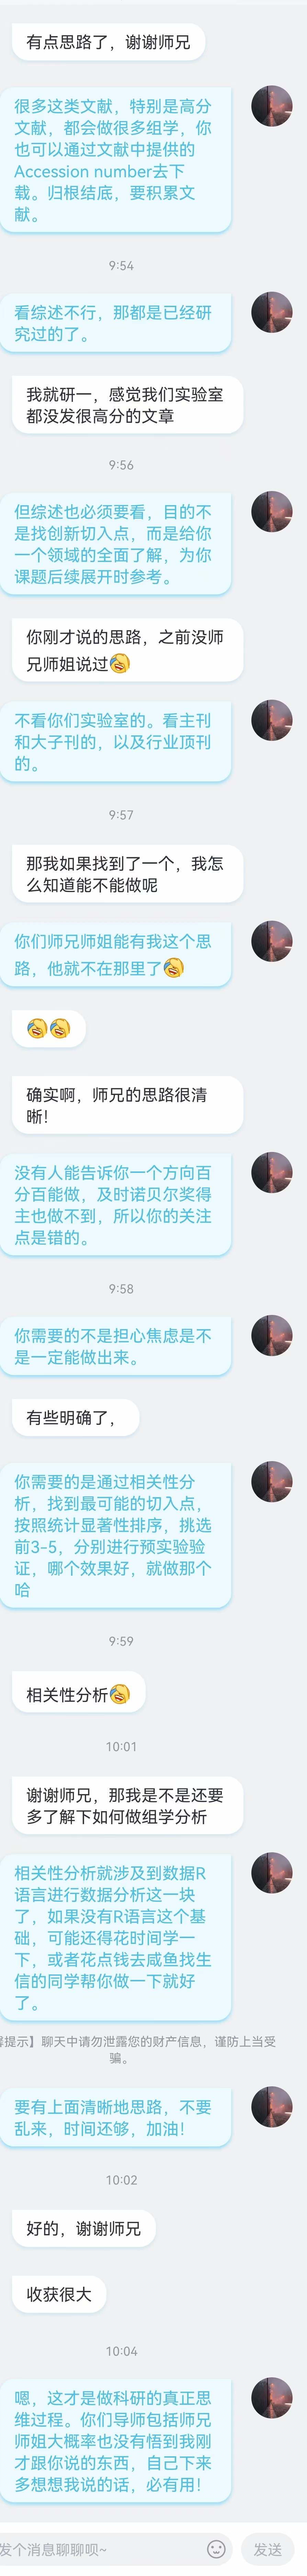 有点思路了，谢谢师兄
很多这类文献，特别是高分
文献，都会做很多组学，你
也可以通过文献中提供的
Accession number去下
载。归根结底，要积累文
献。
9:54
看综述不行，那都是已经研
究过的了。
我就研一，感觉我们实验室
都没发很高分的文章
9:56
但综述也必须要看，目的不
是找创新切入点，而是给你
一个领域的全面了解，为你
课题后续展开时参考。
你刚才说的思路，之前没师
兄师姐说过🤣
不看你们实验室的。看主刊
和大子刊的，以及行业顶刊
的。
9:57
那我如果找到了一个，我怎
么知道能不能做呢
你们师兄师姐能有我这个思
路，他就不在那里了🤣
🤣🤣
确实啊，师兄的思路很清
晰！
没有人能告诉你一个方向百
分百能做，及时诺贝尔奖得
主也做不到，所以你的关注
点是错的。
9:58
你需要的不是担心焦虑是不
是一定能做出来。
有些明确了，
你需要的是通过相关性分
析，找到最可能的切入点，
按照统计显著性排序，挑选
前3-5，分别进行预实验验
证，哪个效果好，就做那个
哈
9:59
相关性分析🤣
10:01
谢谢师兄，那我是不是还要
多了解下如何做组学分析
相关性分析就涉及到数据R
语言进行数据分析这一块
了，如果没有R语言这个基
础，可能还得花时间学一
下，或者花点钱去咸鱼找生
信的同学帮你做一下就好
了。
提示】聊天中请勿泄露您的财产信息，谨防上当受
骗。
要有上面清晰地思路，不要
乱来，时间还够，加油！
10:02
好的，谢谢师兄
收获很大
10:04
嗯，这才是做科研的真正思
维过程。你们导师包括师兄
师姐大概率也没有悟到我刚
才跟你说的东西，自己下来
多想想我说的话，必有用！
发个消息聊聊呗~
发送